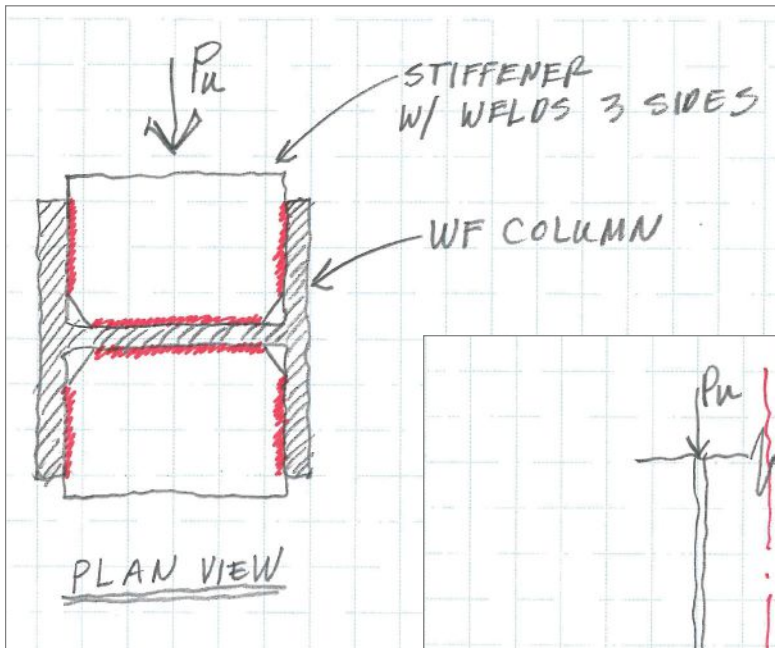 Pu
STIFFENER
W/ WELDS 3 SIDES
WF COLUMN
Pu
PLAN VIEW